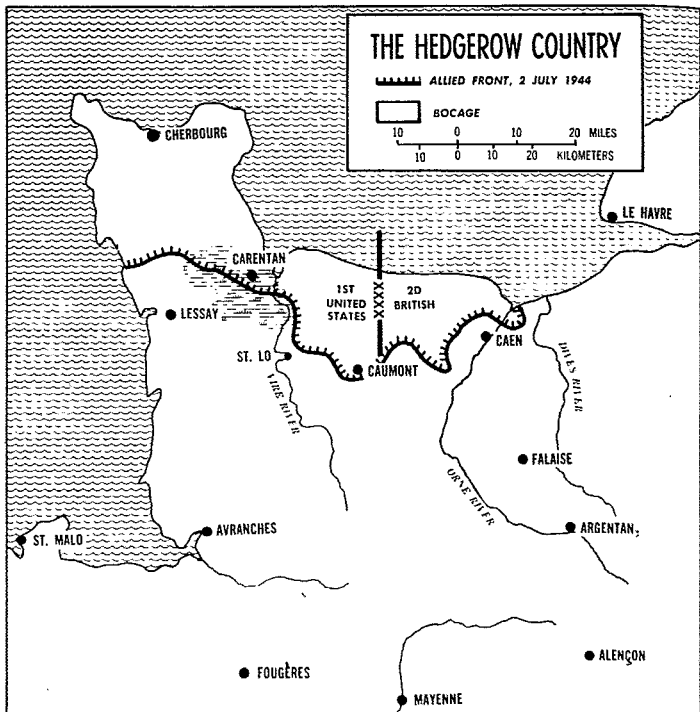 THE HEDGEROW COUNTRY
ALLIED FRONT, 2 JULY 1944
BOCAGE
10 0 10 20 MILES
10 0 10 20 KILOMETERS
CHERBOURG
LE HAVRE
CARENTAN
1ST
UNITED
STATES
XXXX
2D
BRITISH
LESSAY
ST. LO
CAUMONT
CAEN
VIRE RIVER
DIVES RIVER
ORNE RIVER
FALAISE
ARGENTAN
AVRANCHES
ST. MALO
FOUGÈRES
ALENÇON
MAYENNE